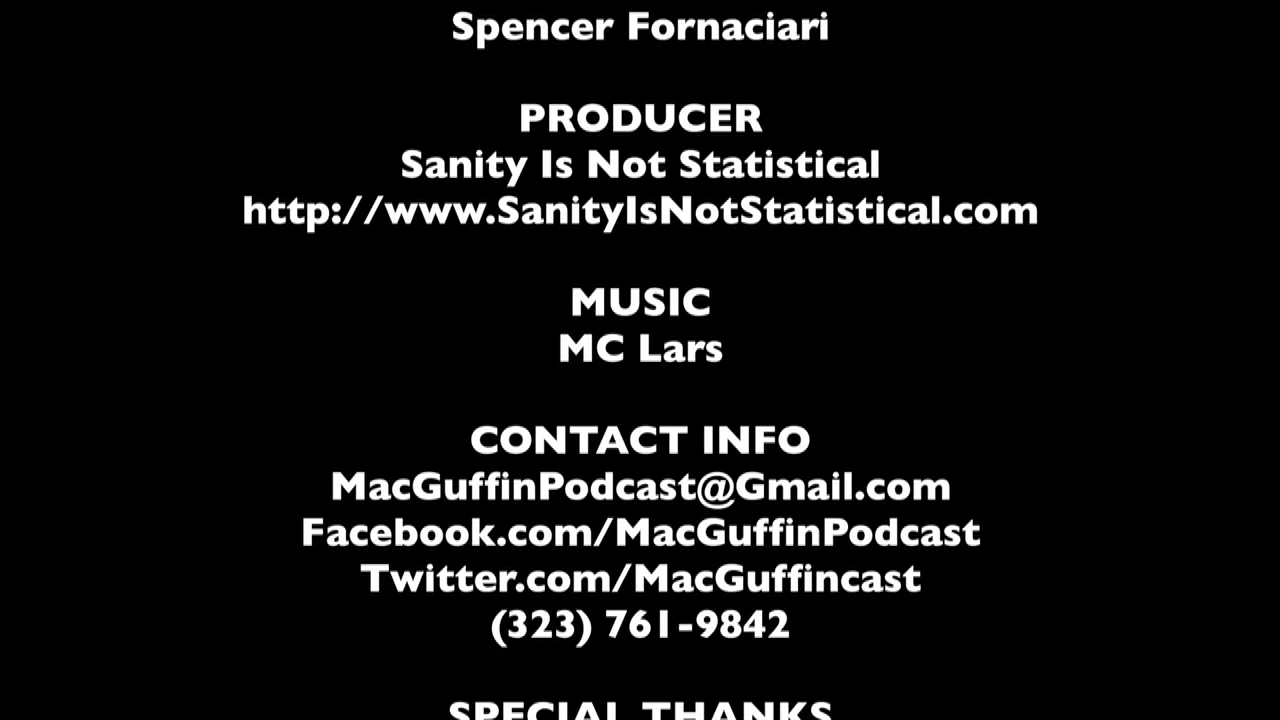 Spencer Fornaciari
PRODUCER
Sanity Is Not Statistical
http://www.SanityIsNotStatistical.com
MUSIC
MC Lars
CONTACT INFO
MacGuffinPodcast@Gmail.com
Facebook.com/MacGuffinPodcast
Twitter.com/MacGuffincast
(323) 761-9842
SPECIAL THANKS